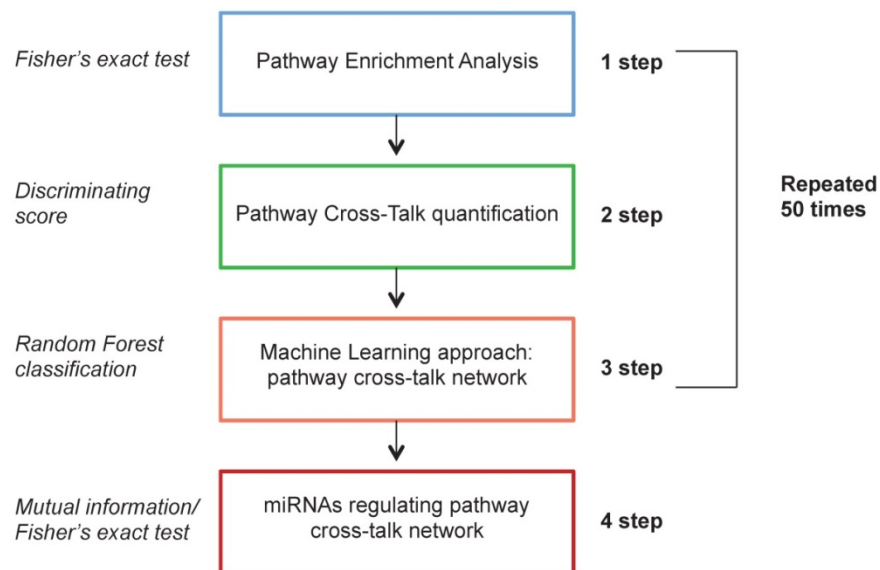 Fisher's exact test
Pathway Enrichment Analysis
1 step
Discriminating
score
Pathway Cross-Talk quantification
2 step
Repeated
50 times
Random Forest
classification
Machine Learning approach:
pathway cross-talk network
3 step
Mutual information/
Fisher's exact test
miRNAs regulating pathway
cross-talk network
4 step